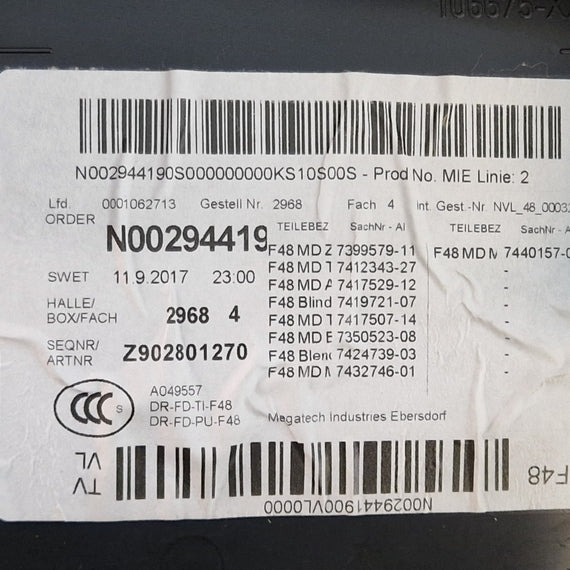 N002944190S000000000KS10S00S - Prod No. MIE Linie: 2
Lfd. 0001062713 Gestell Nr. 2968 Fach 4 int. Gest.-Nr. NVL_48_0003
ORDER N00294419
TEILEBEZ SachNr - AI TEILEBEZ SachNr - A
F48 MD Z 7399579-11 F48 MD M 7440157-0
F48 MD T 7412343-27 -
F48 MD A 7417529-12 -
F48 Blind 7419721-07 -
F48 MD T 7417507-14 -
F48 MD E 7350523-08 -
F48 Blend 7424739-03 -
F48 MD M 7432746-01 -
SWET 11.9.2017 23:00
HALLE/
BOX/FACH 2968 4
SEQNR/
ARTNR Z902801270
CCC S
A049557
DR-FD-TI-F48
DR-FD-PU-F48
Megatech Industries Ebersdorf
TV
VL
F48
N002944190VL0000